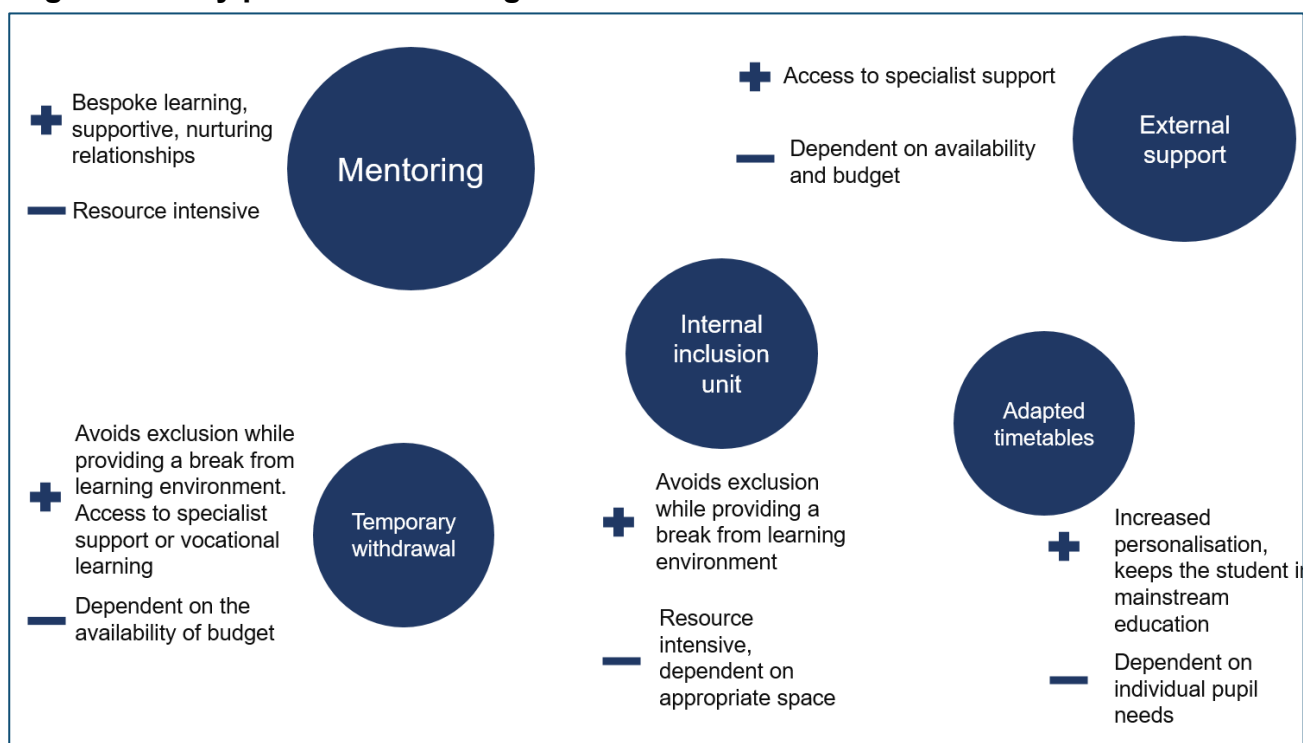 Bespoke learning,
supportive, nurturing
relationships
Resource intensive
Mentoring
Access to specialist support
Dependent on availability
and budget
External
support
Internal
inclusion
unit
Avoids exclusion
while providing a
break from learning
environment
Resource
intensive,
dependent on
appropriate space
Adapted
timetables
Increased
personalisation,
keeps the student in
mainstream
education
Dependent on
individual pupil
needs
Avoids exclusion while
providing a break from
learning environment.
Access to specialist
support or vocational
learning
Dependent on the
availability of budget
Temporary
withdrawal